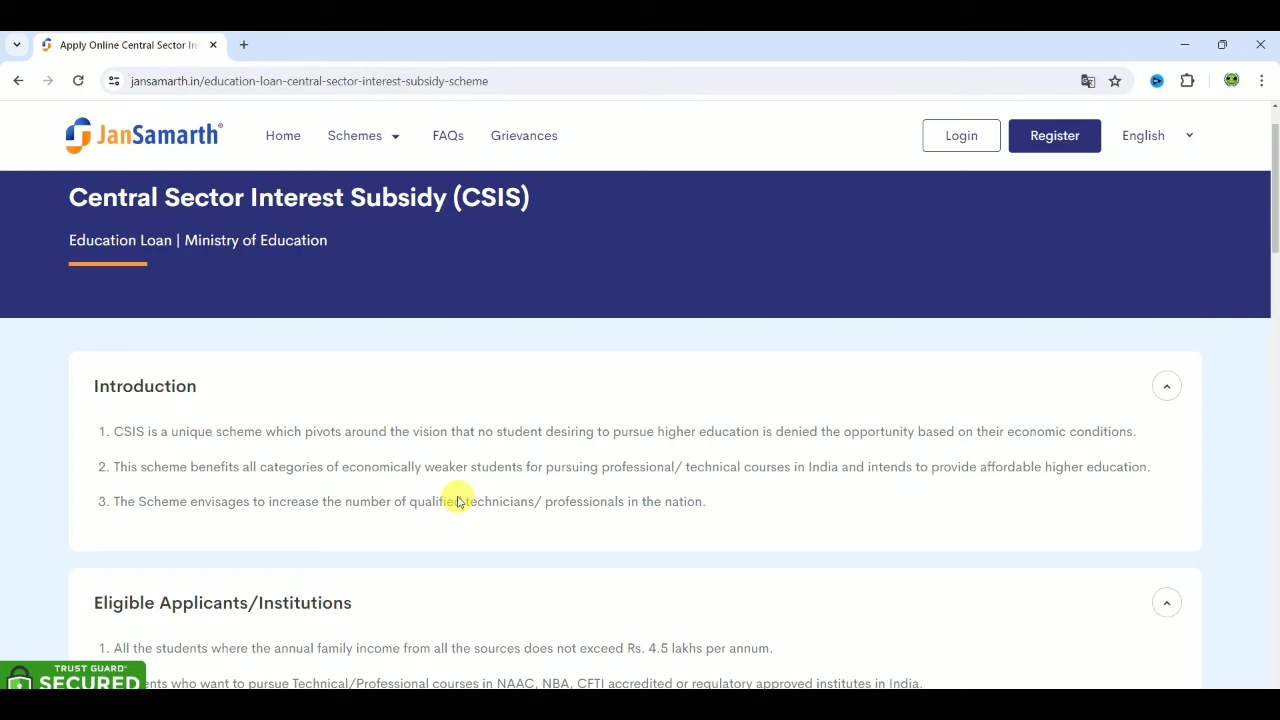 Apply Online Central Sector In
jansamarth.in/education-loan-central-sector-interest-subsidy-scheme
JanSamarth®
Home
Schemes
FAQs
Grievances
Login
Register
English
Central Sector Interest Subsidy (CSIS)
Education Loan | Ministry of Education
Introduction
1. CSIS is a unique scheme which pivots around the vision that no student desiring to pursue higher education is denied the opportunity based on their economic conditions.
2. This scheme benefits all categories of economically weaker students for pursuing professional/ technical courses in India and intends to provide affordable higher education.
3. The Scheme envisages to increase the number of qualified technicians/ professionals in the nation.
Eligible Applicants/Institutions
1. All the students where the annual family income from all the sources does not exceed Rs. 4.5 lakhs per annum.
who want to pursue Technical/Professional courses in NAAC, NBA, CFTI accredited or regulatory approved institutes in India.
TRUST GUARD
SECURED